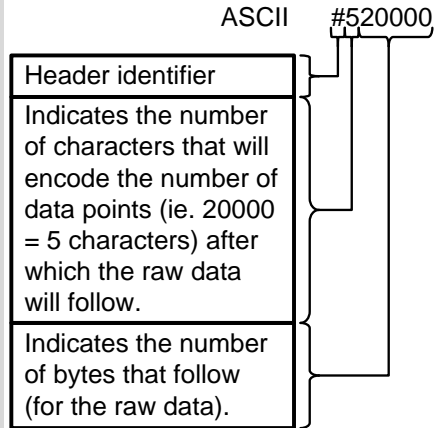 ASCII #520000
Header identifier
Indicates the number
of characters that will
encode the number of
data points (ie. 20000
= 5 characters) after
which the raw data
will follow.
Indicates the number
of bytes that follow
(for the raw data).